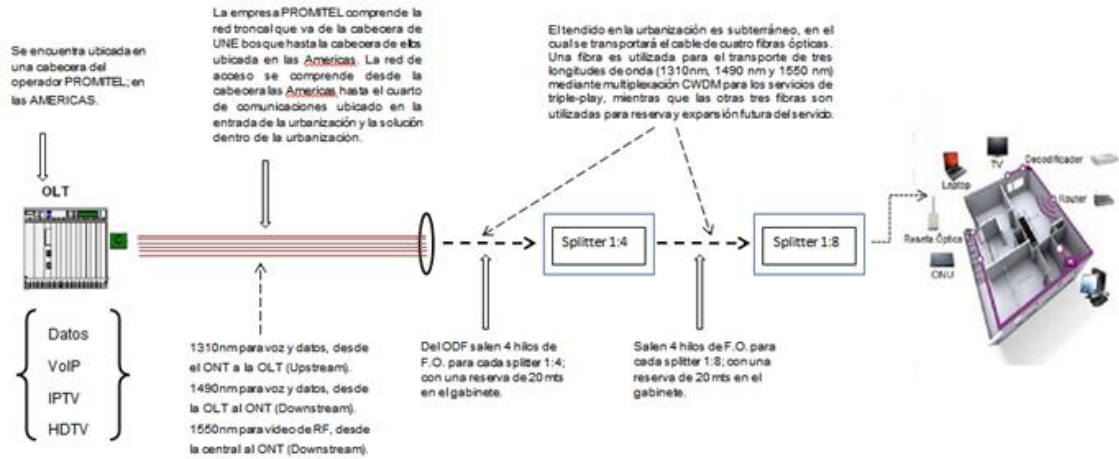 Se encuentra ubicada en
una cabecera del
operador PROMITEL; en
las AMERICAS.
OLT
C
Datos
VoIP
IPTV
HDTV
La empresa PROMITEL comprende la
red troncal que va de la cabecera de
UNE bosque hasta la cabecera de ellos
ubicada en las Americas. La red de
acceso se comprende desde la
cabecera las Americas hasta el cuarto
de comunicaciones ubicado en la
entrada de la urbanización y la solución
dentro de la urbanización.
1310nm para voz y datos, desde
el ONT a la OLT (Upstream).
1490nm para voz y datos, desde
la OLT al ONT (Downstream).
1550nm para video de RF, desde
la central al ONT (Downstream).
El tendido en la urbanización es subterráneo, en el
cual se transportará el cable de cuatro fibras ópticas.
Una fibra es utilizada para el transporte de tres
longitudes de onda (1310nm, 1490 nm y 1550 nm)
mediante multiplexación CWDM para los servicios de
triple-play, mientras que las otras tres fibras son
utilizadas para reserva y expansión futura del servicio.
Splitter 1:4
Splitter 1:8
Del ODF salen 4 hilos de
F.O. para cada splitter 1:4;
con una reserva de 20 mts
en el gabinete.
Salen 4 hilos de F.O. para
cada splitter 1:8; con una
reserva de 20 mts en el
gabinete.
TV
Decodificador
Laptop
Router
Roseta Óptica
ONU